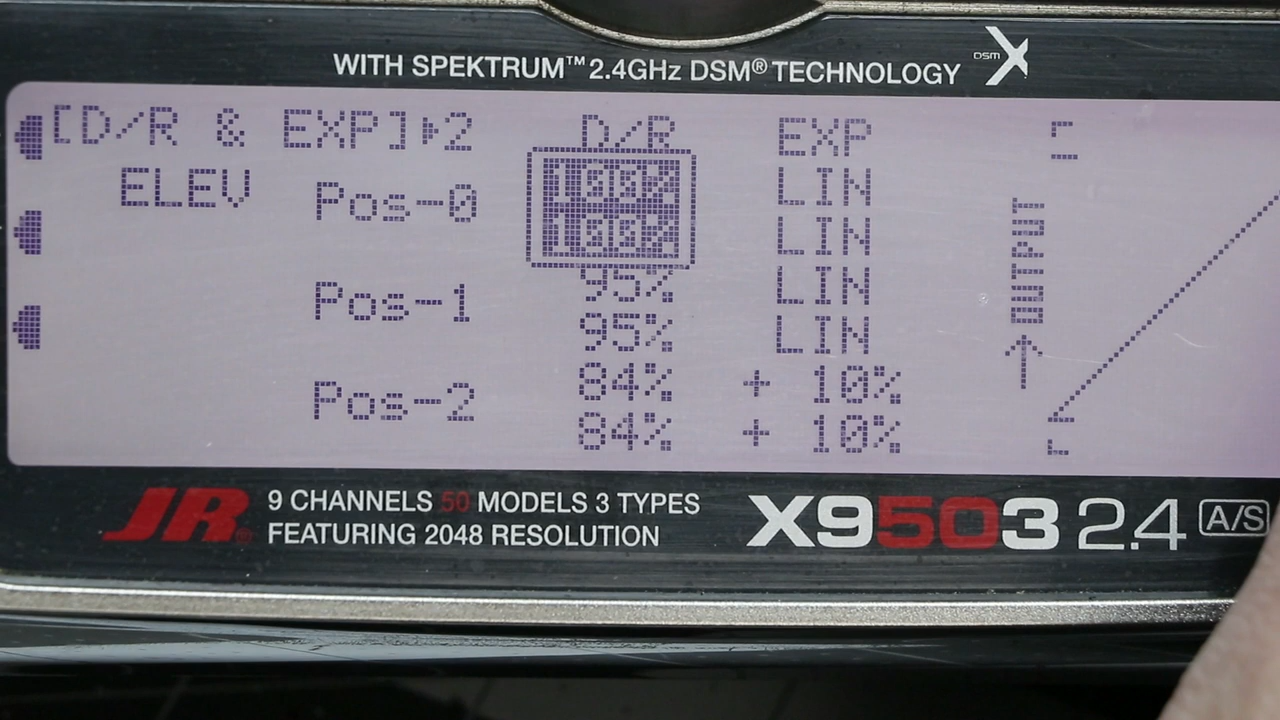 WITH SPEKTRUM™ 2.4GHz DSM® TECHNOLOGY DSM X
[D/R & EXP]▸2 D/R EXP
ELEV Pos-0 100% LIN
100% LIN
Pos-1 95% LIN
95% LIN
Pos-2 84% + 10%
84% + 10%
→ OUTPUT
JR® 9 CHANNELS 50 MODELS 3 TYPES
FEATURING 2048 RESOLUTION
X9503 2.4 A/S